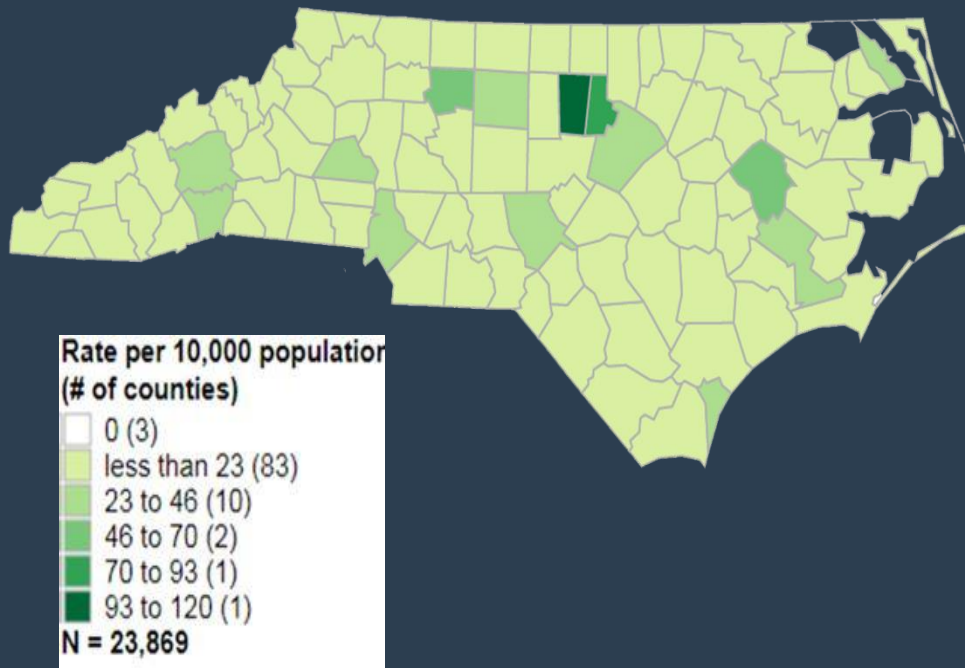 Rate per 10,000 population
(# of counties)
0 (3)
less than 23 (83)
23 to 46 (10)
46 to 70 (2)
70 to 93 (1)
93 to 120 (1)
N = 23,869